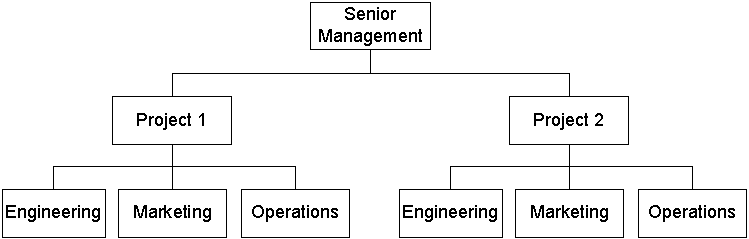 Senior
Management
Project 1
Project 2
Engineering
Marketing
Operations
Engineering
Marketing
Operations